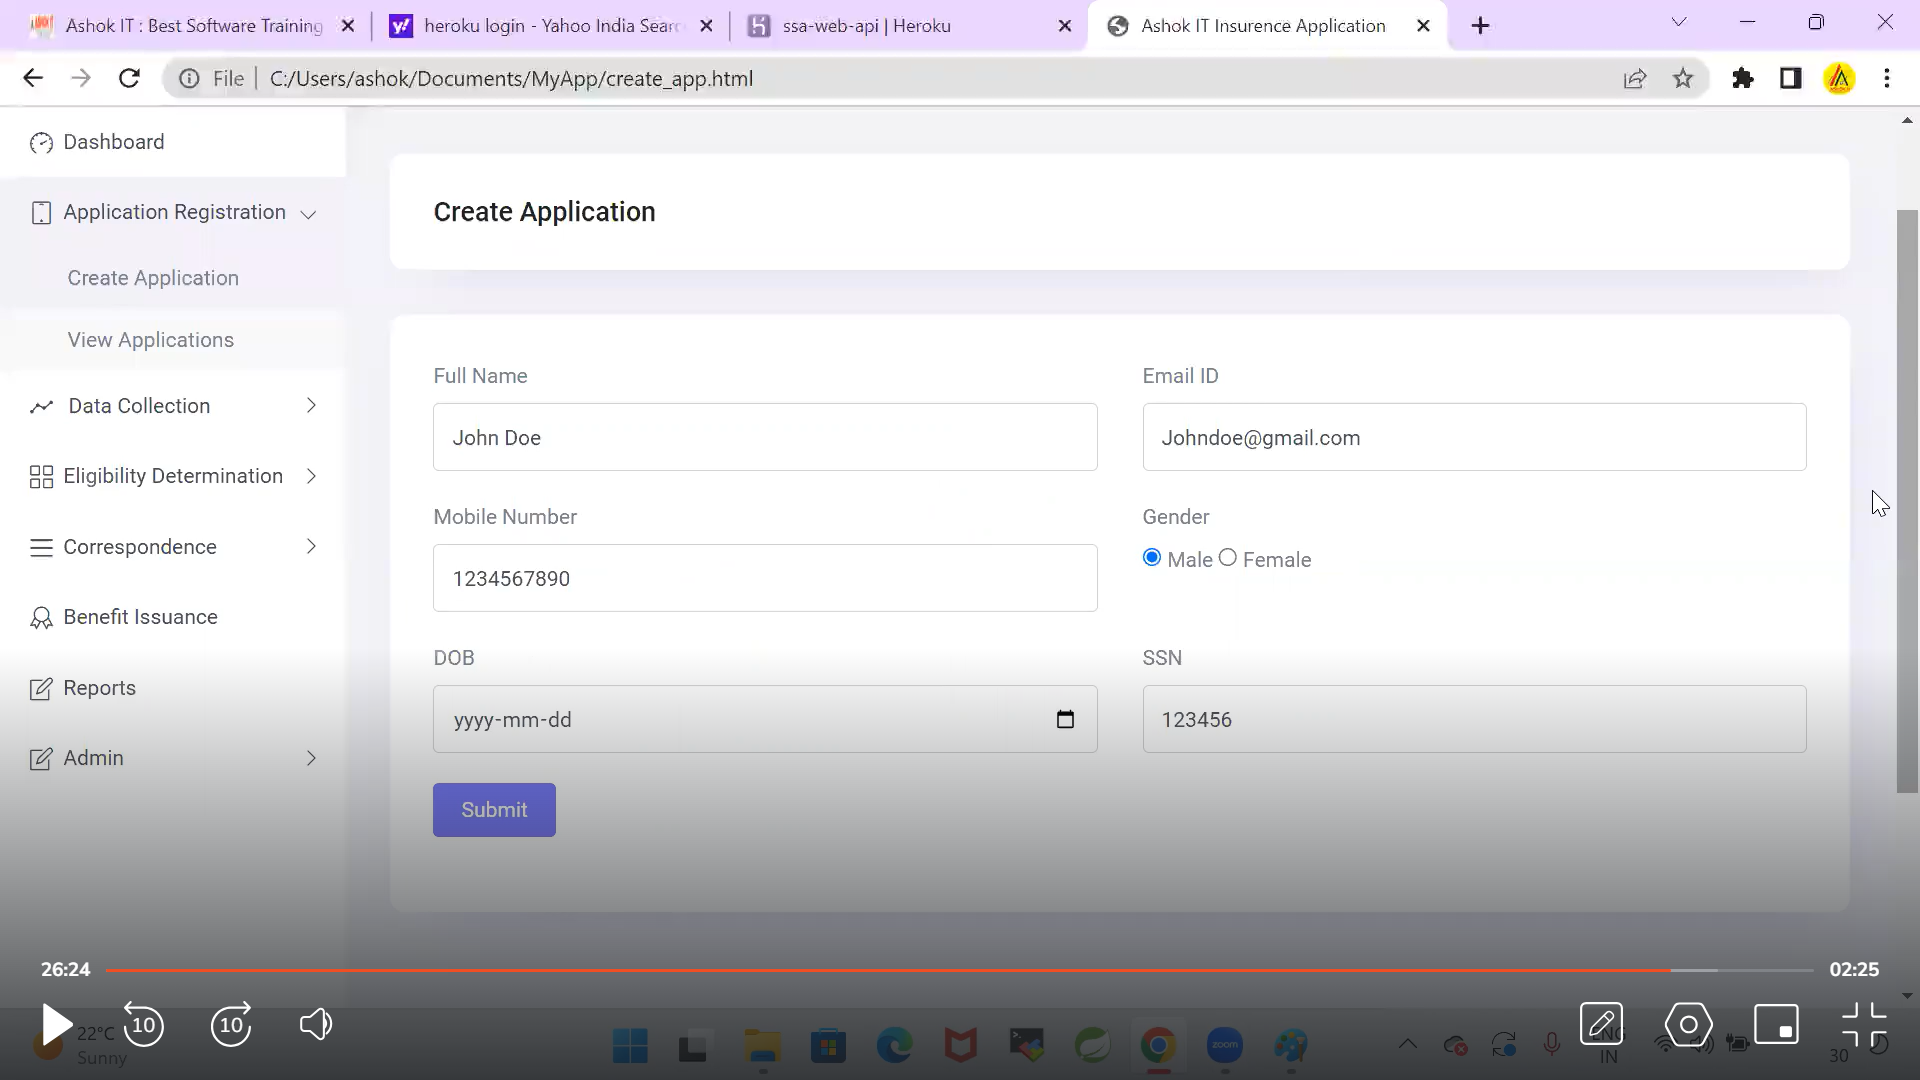 Ashok IT : Best Software Training
heroku login - Yahoo India Sear
ssa-web-api | Heroku
Ashok IT Insurence Application
File
C:/Users/ashok/Documents/MyApp/create_app.html
Dashboard
Application Registration
Create Application
View Applications
Data Collection
Eligibility Determination
Correspondence
Benefit Issuance
Reports
Admin
Create Application
Full Name
Email ID
John Doe
Johndoe@gmail.com
Mobile Number
Gender
1234567890
Male Female
DOB
SSN
yyyy-mm-dd
123456
Submit
26:24
02:25
10
10
22°C
Sunny
zoom
ENG
IN
30